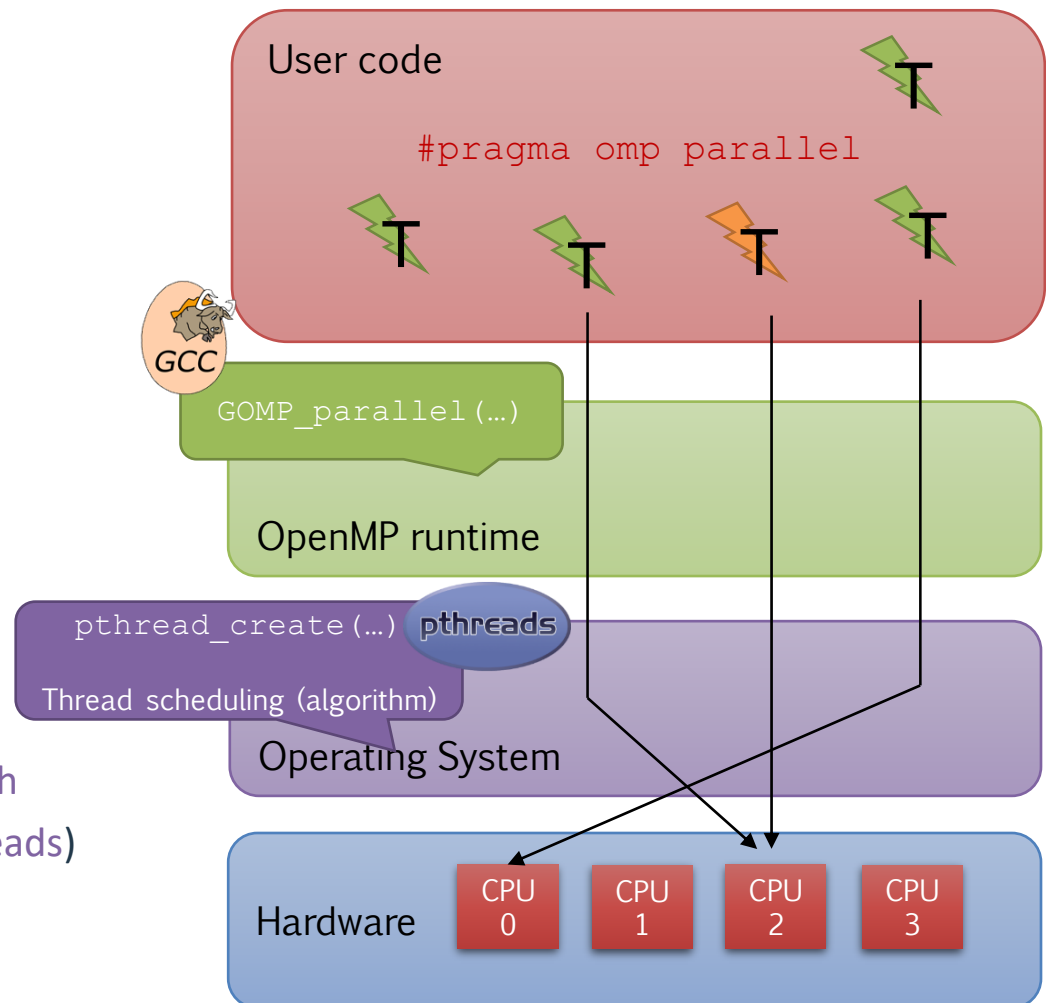 User code
T
#pragma omp parallel
T T T T
GCC
GOMP_parallel(…)
OpenMP runtime
pthread_create(…) pthreads
Thread scheduling (algorithm)
Operating System
Hardware
CPU 0
CPU 1
CPU 2
CPU 3